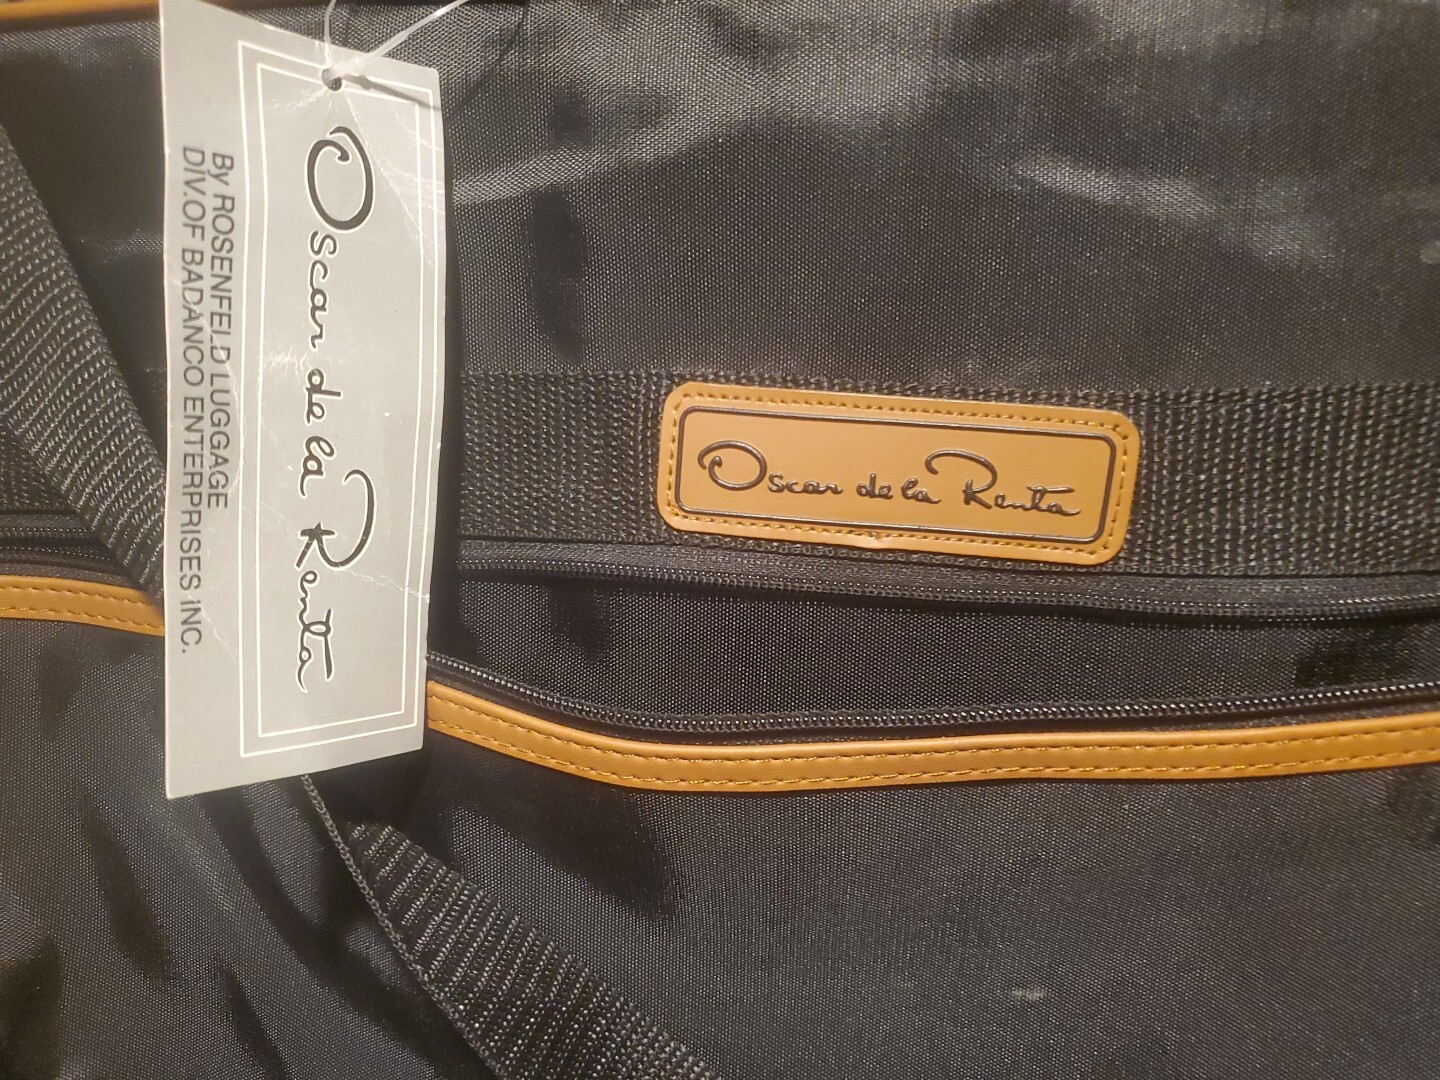 Oscar de la Renta
By ROSENFELD LUGGAGE
DIV.OF BADANCO ENTERPRISES INC.
Oscar de la Renta